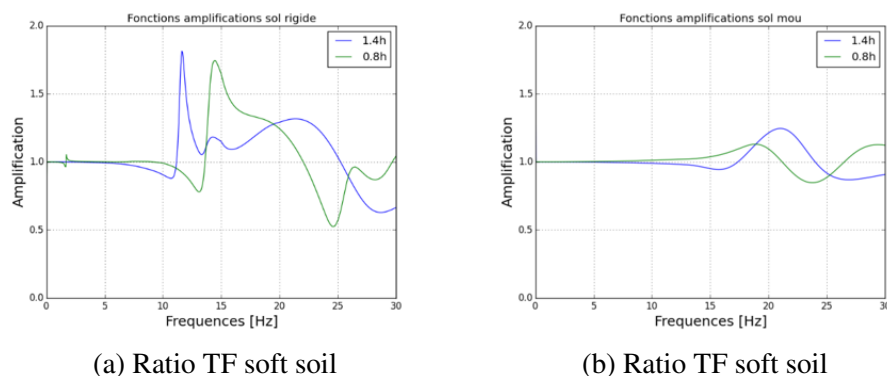 Fonctions amplifications sol rigide
2.0
1.5
1.0
0.5
0.0
Amplification
1.4h
0.8h
0
5
10
15
20
25
30
Frequences [Hz]
(a) Ratio TF soft soil
Fonctions amplifications sol mou
2.0
1.5
1.0
0.5
0.0
Amplification
1.4h
0.8h
0
5
10
15
20
25
30
Frequences [Hz]
(b) Ratio TF soft soil